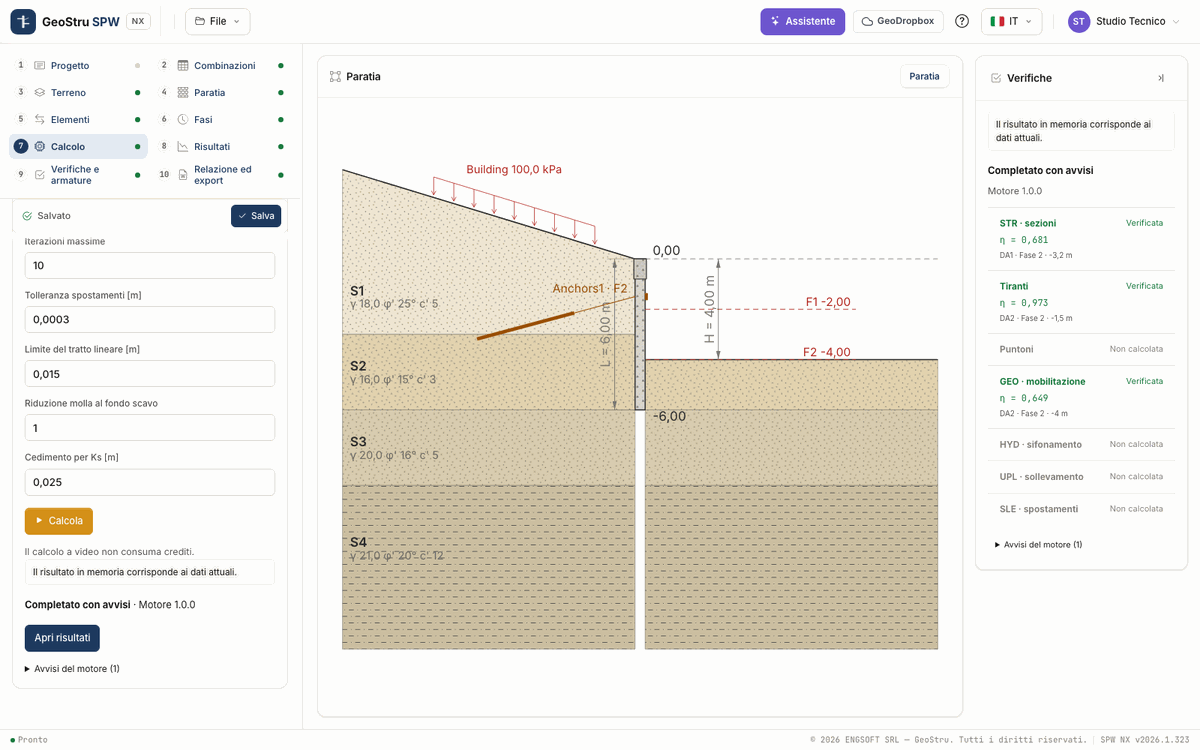 GeoStru SPW NX
File
Assistente
GeoDropbox
IT
ST Studio Tecnico
1 Progetto
2 Combinazioni
3 Terreno
4 Paratia
5 Elementi
6 Fasi
7 Calcolo
8 Risultati
9 Verifiche e armature
10 Relazione ed export
Salvato
Salva
Iterazioni massime
10
Tolleranza spostamenti [m]
0,0003
Limite del tratto lineare [m]
0,015
Riduzione molla al fondo scavo
1
Cedimento per Ks [m]
0,025
Calcola
Il calcolo a video non consuma crediti.
Il risultato in memoria corrisponde ai dati attuali.
Completato con avvisi · Motore 1.0.0
Apri risultati
Avvisi del motore (1)
Paratia
Paratia
Building 100,0 kPa
0,00
Anchors1 · F2
S1
γ 18,0 φ' 25° c' 5
L = 6,00 m
H = 4,00 m
F1 -2,00
F2 -4,00
S2
γ 16,0 φ' 15° c' 3
-6,00
S3
γ 20,0 φ' 16° c' 5
S4
γ 21,0 φ' 20° c' 12
Verifiche
Il risultato in memoria corrisponde ai
dati attuali.
Completato con avvisi
Motore 1.0.0
STR · sezioni Verificata
η = 0,681
DA1 · Fase 2 · -3,2 m
Tiranti Verificata
η = 0,973
DA2 · Fase 2 · -1,5 m
Puntoni Non calcolata
GEO · mobilitazione Verificata
η = 0,649
DA2 · Fase 2 · -4 m
HYD · sifonamento Non calcolata
UPL · sollevamento Non calcolata
SLE · spostamenti Non calcolata
Avvisi del motore (1)
Pronto
© 2026 ENGSOFT SRL — GeoStru. Tutti i diritti riservati. | SPW NX v2026.1.323